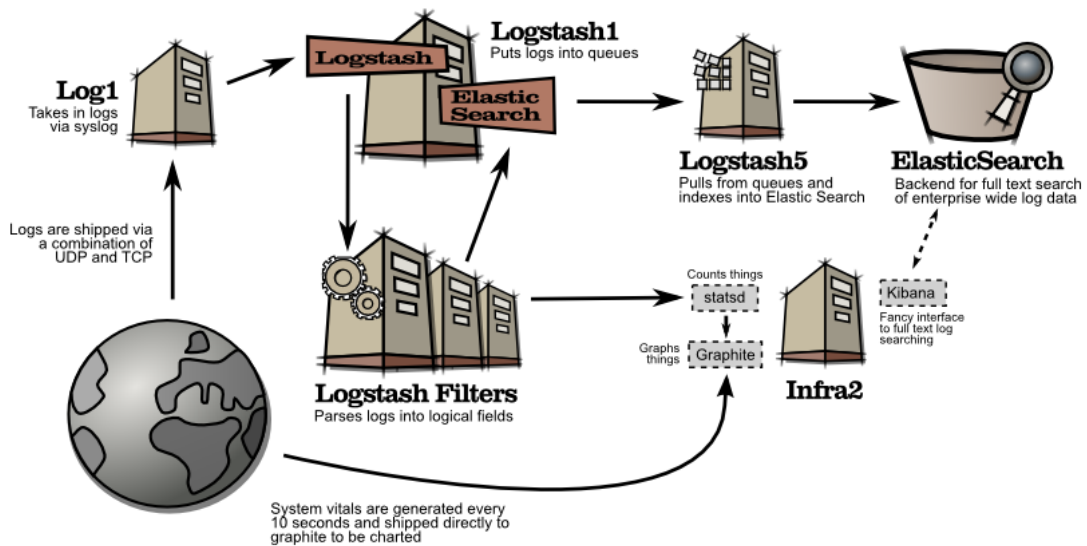 Logstash1
Puts logs into queues
Logstash
Elastic
Search
Log1
Takes in logs
via syslog
Logstash5
Pulls from queues and
indexes into Elastic Search
ElasticSearch
Backend for full text search
of enterprise wide log data
Logs are shipped via
a combination of
UDP and TCP
Counts things
statsd
Graphs
things
Graphite
Kibana
Fancy interface
to full text log
searching
Infra2
Logstash Filters
Parses logs into logical fields
System vitals are generated every
10 seconds and shipped directly to
graphite to be charted